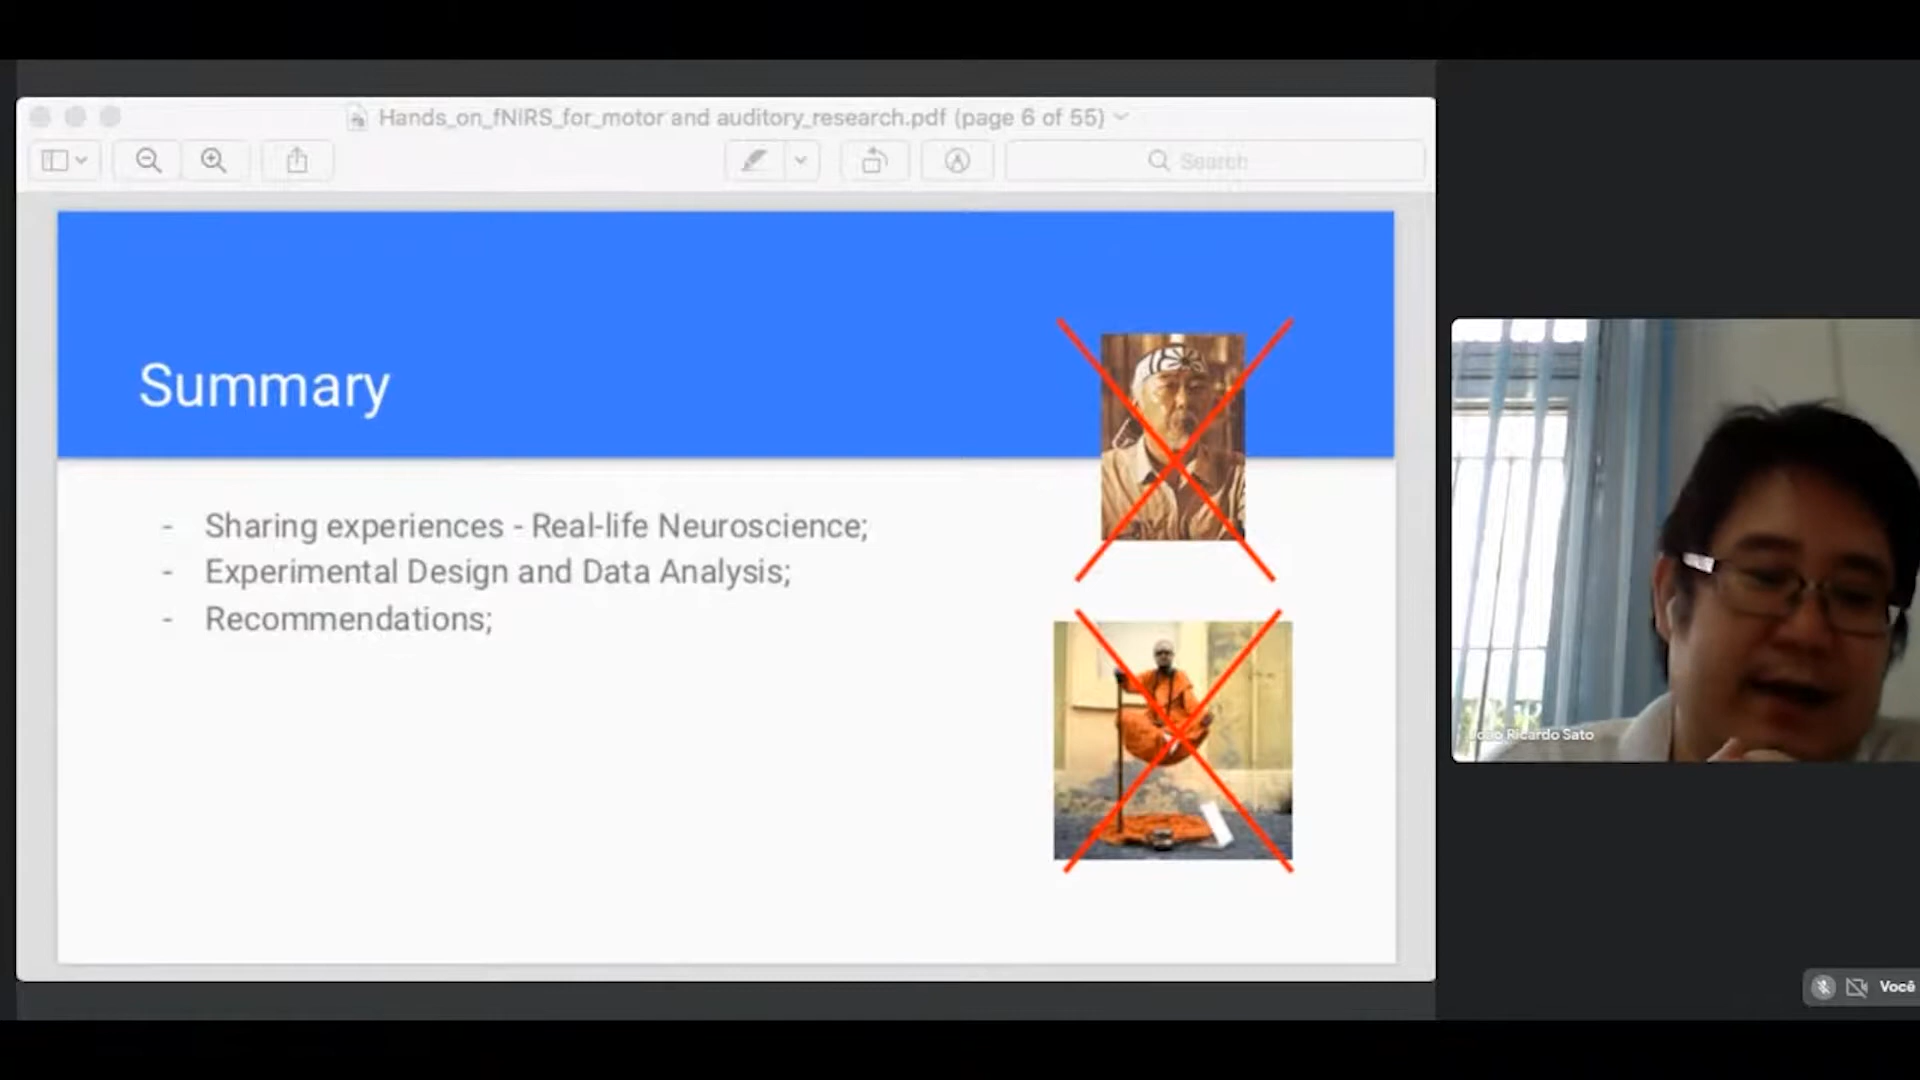 Hands_on_fNIRS_for_motor and auditory_research.pdf (page 6 of 55)
Search
Summary
- Sharing experiences - Real-life Neuroscience;
- Experimental Design and Data Analysis;
- Recommendations;
João Ricardo Sato
Você